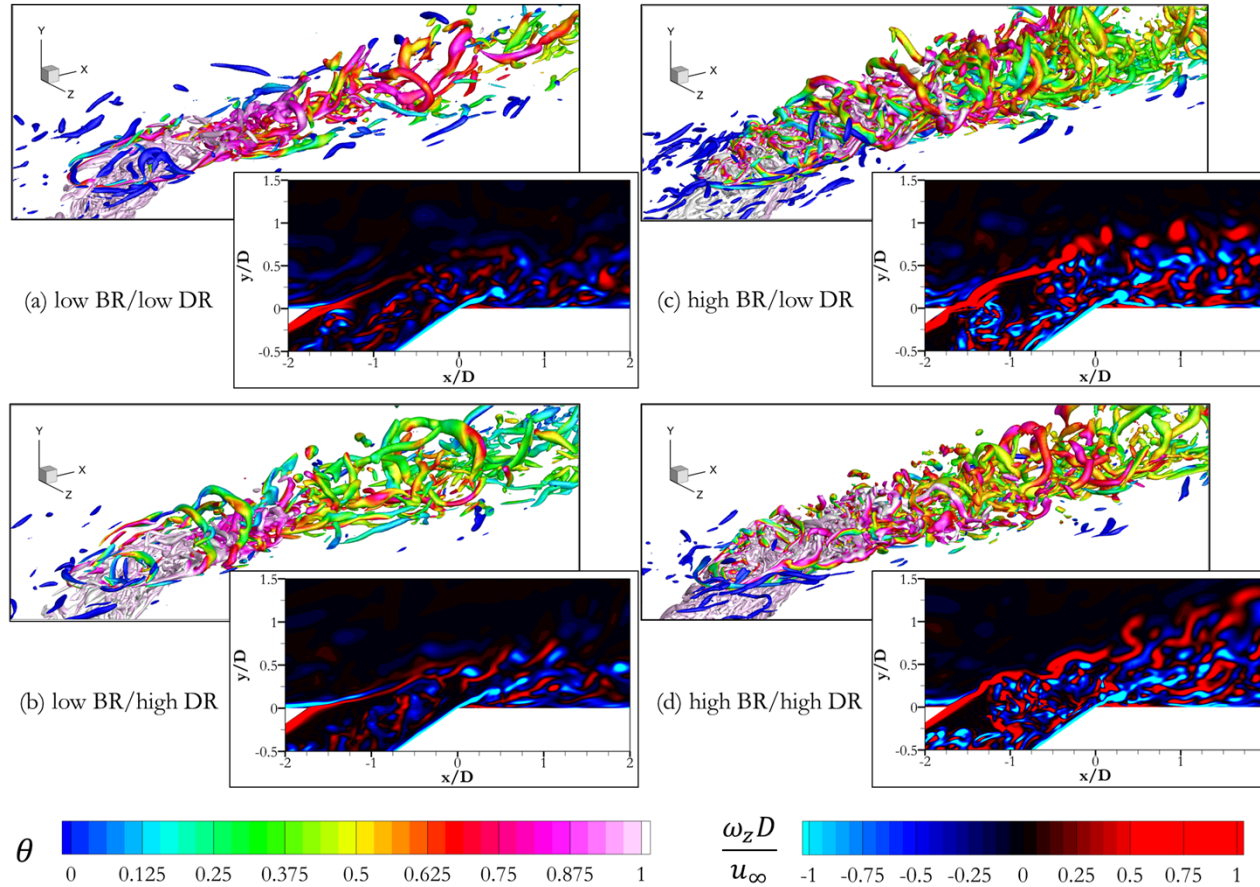 Y
X
Z
1.5
1
y/D
0.5
0
-0.5
-2
-1
0
1
2
x/D
(a) low BR/low DR
Y
X
Z
1.5
1
y/D
0.5
0
-0.5
-2
-1
0
1
x/D
(c) high BR/low DR
Y
X
Z
1.5
1
y/D
0.5
0
-0.5
-2
-1
0
1
2
x/D
(b) low BR/high DR
Y
X
Z
1.5
1
y/D
0.5
0
-0.5
-2
-1
0
1
x/D
(d) high BR/high DR
θ
0 0.125 0.25 0.375 0.5 0.625 0.75 0.875 1
ω_z D
u_∞
-1 -0.75 -0.5 -0.25 0 0.25 0.5 0.75 1